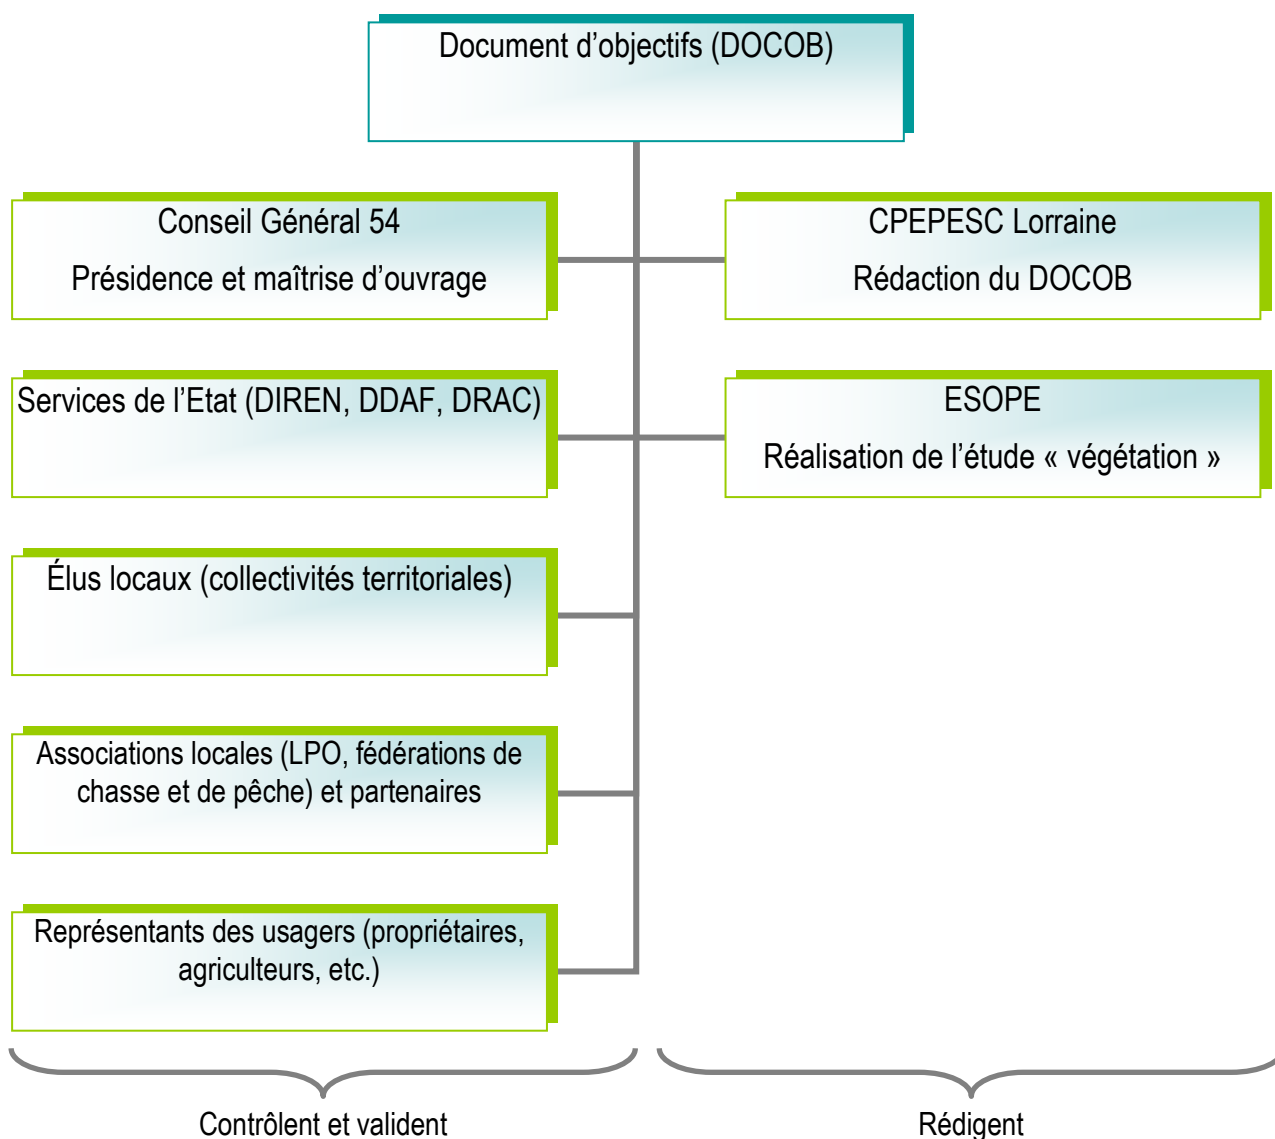 Document d’objectifs (DOCOB)
Conseil Général 54
Présidence et maîtrise d’ouvrage
CPEPESC Lorraine
Rédaction du DOCOB
Services de l’Etat (DIREN, DDAF, DRAC)
ESOPE
Réalisation de l’étude « végétation »
Élus locaux (collectivités territoriales)
Associations locales (LPO, fédérations de
chasse et de pêche) et partenaires
Représentants des usagers (propriétaires,
agriculteurs, etc.)
Contrôlent et valident
Rédigent